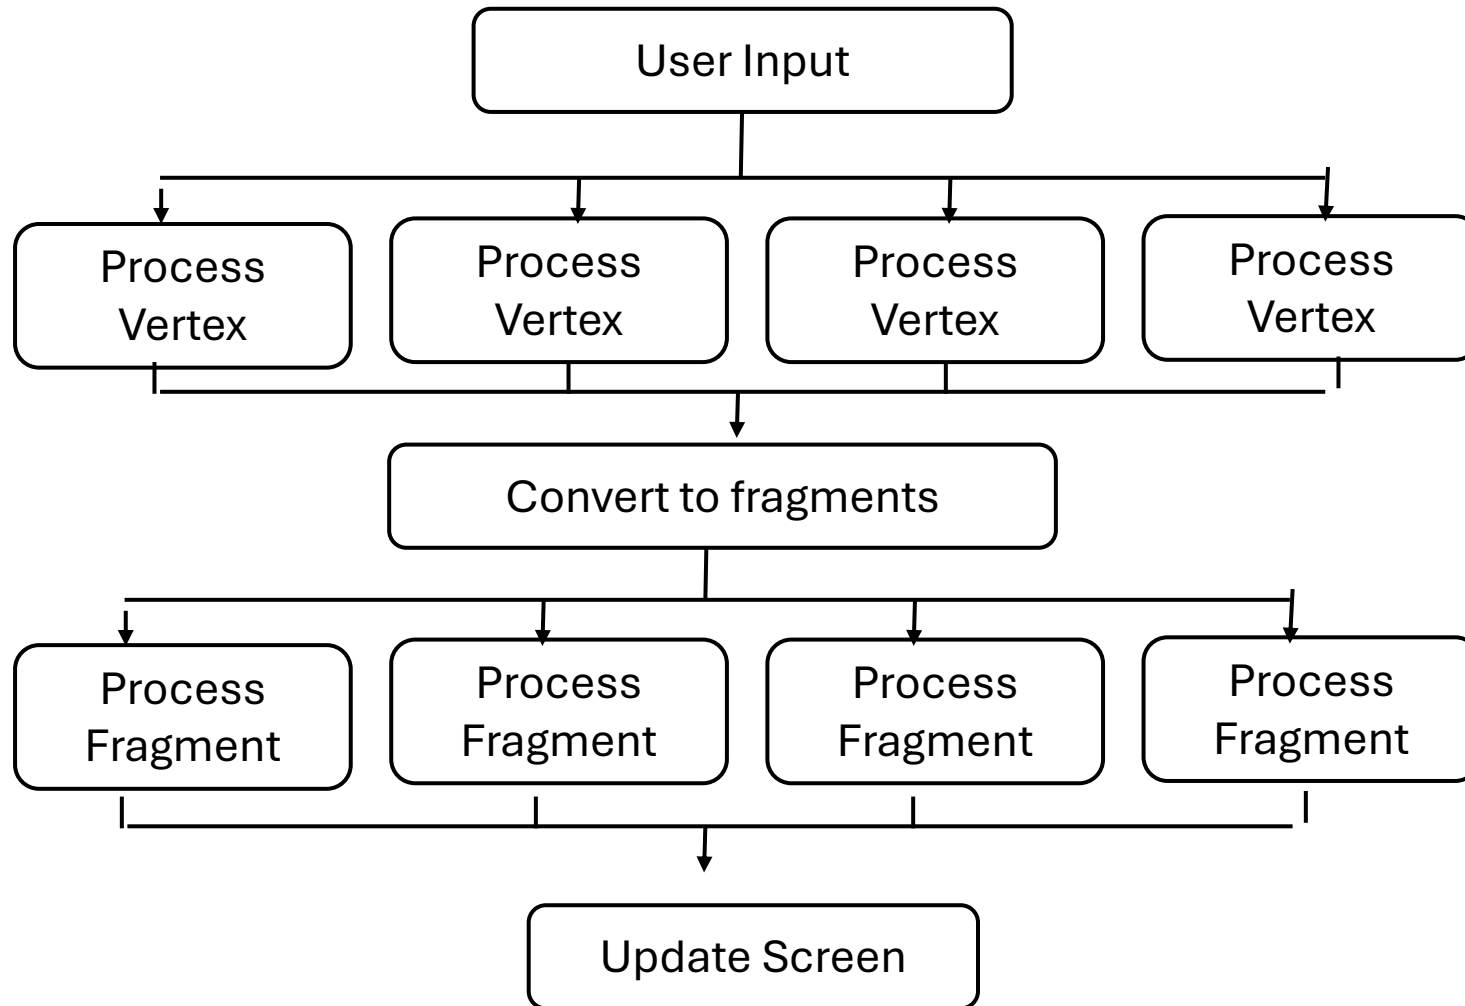 User Input
Process
Vertex
Process
Vertex
Process
Vertex
Process
Vertex
Convert to fragments
Process
Fragment
Process
Fragment
Process
Fragment
Process
Fragment
Update Screen